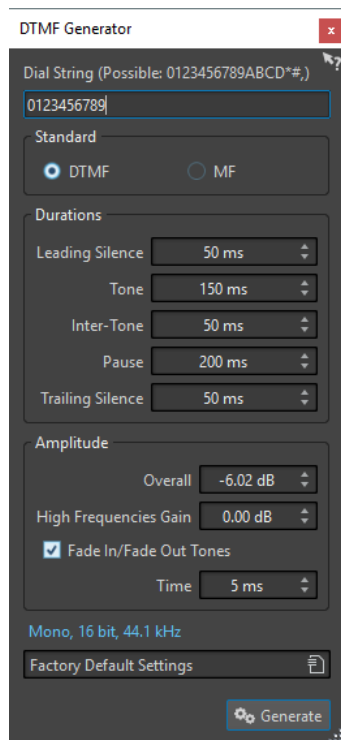 DTMF Generator
x
Dial String (Possible: 0123456789ABCD*#,)
?
0123456789
Standard
DTMF MF
Durations
Leading Silence 50 ms
Tone 150 ms
Inter-Tone 50 ms
Pause 200 ms
Trailing Silence 50 ms
Amplitude
Overall -6.02 dB
High Frequencies Gain 0.00 dB
Fade In/Fade Out Tones
Time 5 ms
Mono, 16 bit, 44.1 kHz
Factory Default Settings
Generate